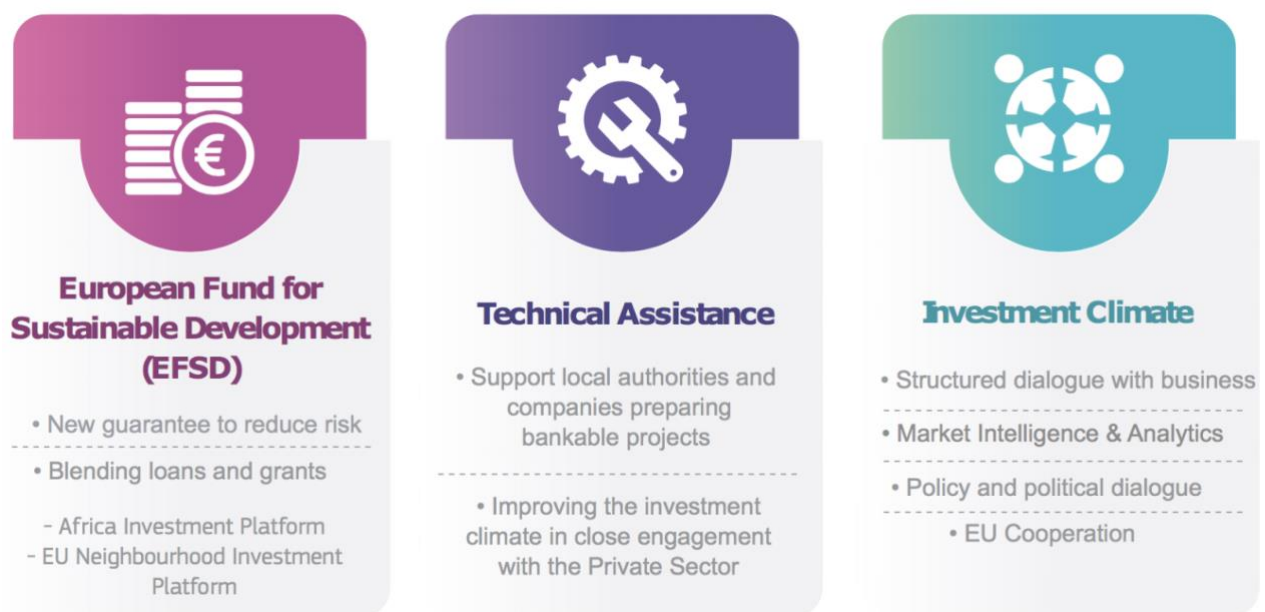 European Fund for
Sustainable Development
(EFSD)
• New guarantee to reduce risk
• Blending loans and grants
- Africa Investment Platform
- EU Neighbourhood Investment
Platform
Technical Assistance
• Support local authorities and
companies preparing
bankable projects
• Improving the investment
climate in close engagement
with the Private Sector
Investment Climate
• Structured dialogue with business
• Market Intelligence & Analytics
• Policy and political dialogue
• EU Cooperation